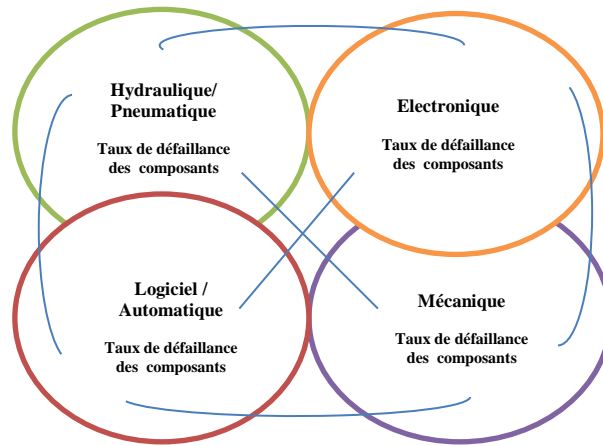 Hydraulique/
Pneumatique
Taux de défaillance
des composants
Electronique
Taux de défaillance
des composants
Logiciel /
Automatique
Taux de défaillance
des composants
Mécanique
Taux de défaillance
des composants